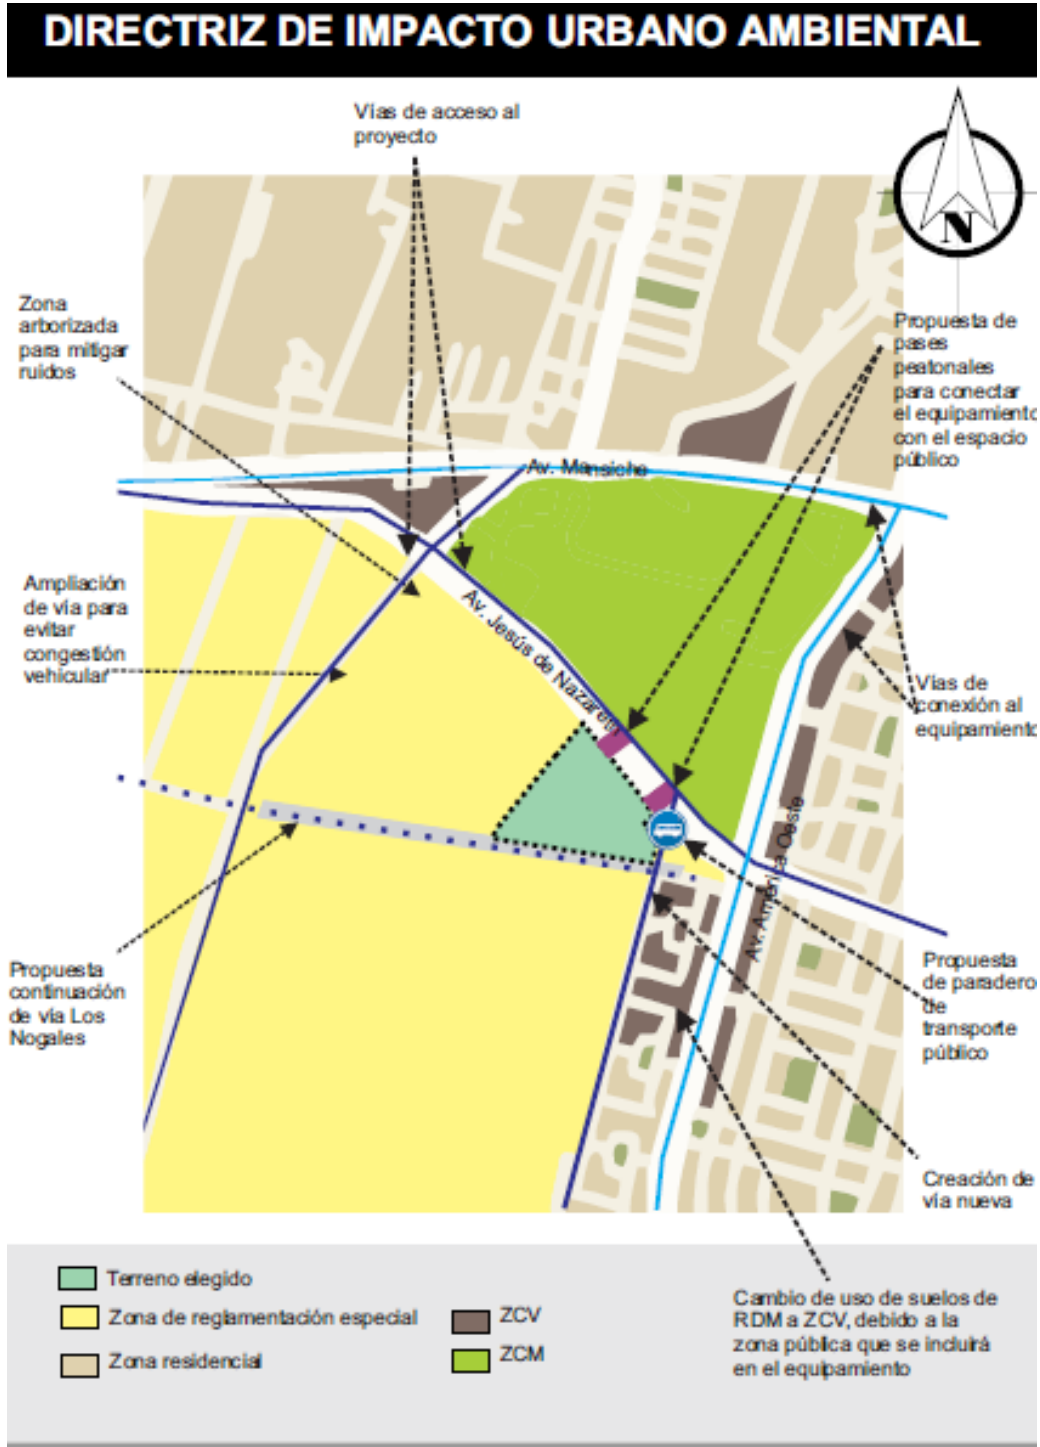 DIRECTRIZ DE IMPACTO URBANO AMBIENTAL
Vías de acceso al
proyecto
N
Zona
arborizada
para mitigar
ruidos
Propuesta de
pases
peatonales
para conectar
el equipamiento
con el espacio
público
Av. Mansiche
Ampliación
de vía para
evitar
congestión
vehicular
Av. Jesús de Nazareth
Vías de
conexión al
equipamiento
Av. América Oeste
Propuesta
continuación
de vía Los
Nogales
Propuesta
de paradero
de
transporte
público
Creación de
vía nueva
Terreno elegido
Zona de reglamentación especial
Zona residencial
ZCV
ZCM
Cambio de uso de suelos de
RDM a ZCV, debido a la
zona pública que se incluirá
en el equipamiento